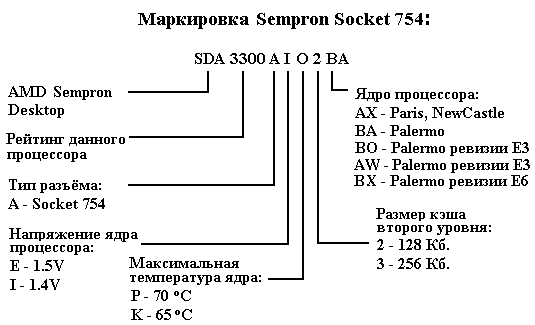 Маркировка Sempron Socket 754:
SDA 3300 A I O 2 BA
AMD Sempron
Desktop
Рейтинг данного
процессора
Тип разъёма:
A - Socket 754
Напряжение ядра
процессора:
E - 1.5V
I - 1.4V
Максимальная
температура ядра:
P - 70 °C
K - 65 °C
Ядро процессора:
AX - Paris, NewCastle
BA - Palermo
BO - Palermo ревизии E3
AW - Palermo ревизии E3
BX - Palermo ревизии E6
Размер кэша
второго уровня:
2 - 128 Кб.
3 - 256 Кб.